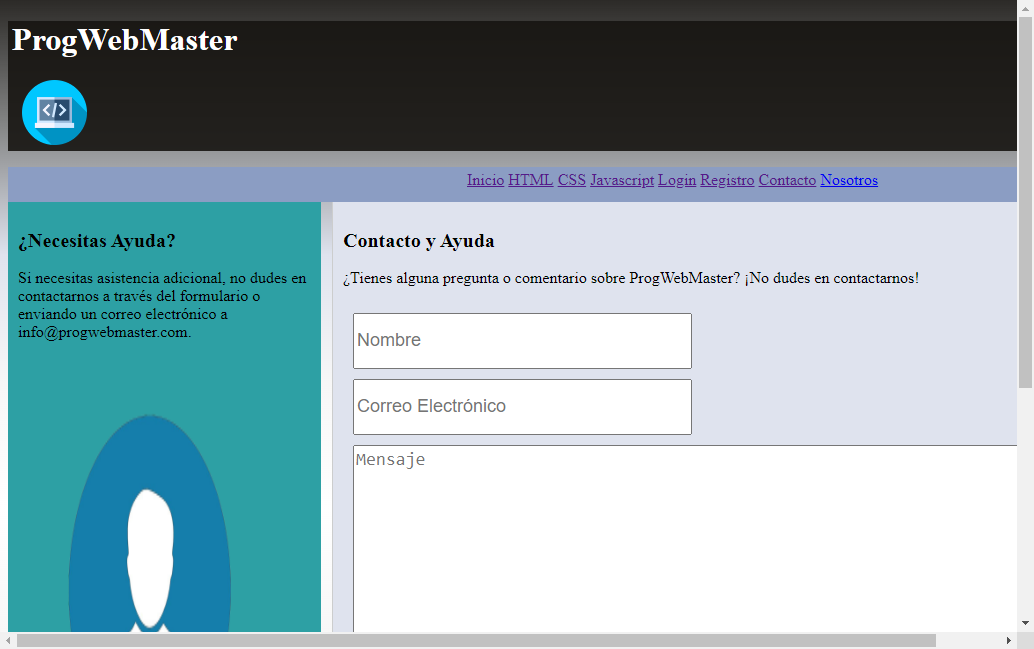 ProgWebMaster
</>
Inicio HTML CSS Javascript Login Registro Contacto Nosotros
¿Necesitas Ayuda?
Si necesitas asistencia adicional, no dudes en
contactarnos a través del formulario o
enviando un correo electrónico a
info@progwebmaster.com.
Contacto y Ayuda
¿Tienes alguna pregunta o comentario sobre ProgWebMaster? ¡No dudes en contactarnos!
Nombre
Correo Electrónico
Mensaje